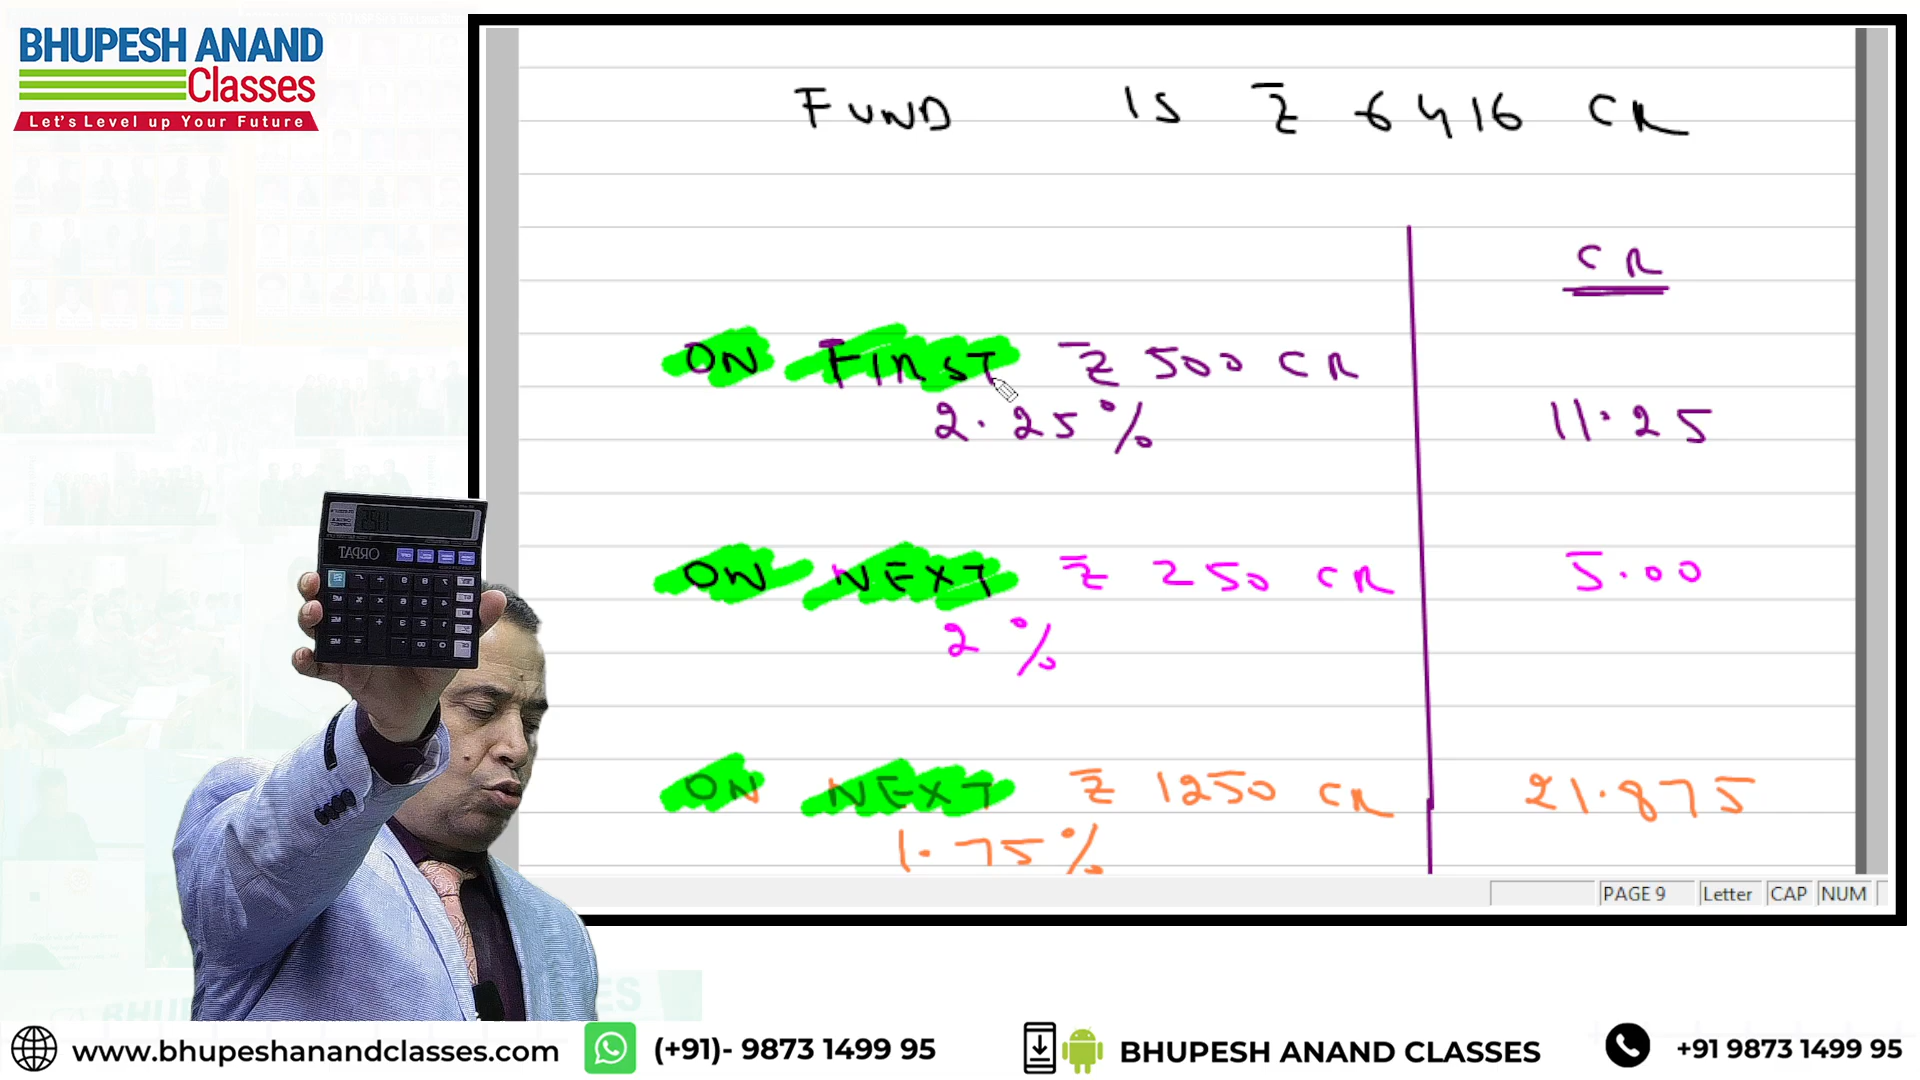 BHUPESH ANAND
Classes
Let's Level up Your Future
FUND IS ₹ 6416 CR
CR
ON FIRST ₹ 500 CR
2.25% 11.25
ON NEXT ₹ 250 CR 5.00
2 %
ON NEXT ₹ 1250 CR 21.875
1.75%
ORPAT
PAGE 9 Letter CAP NUM
www.bhupeshanandclasses.com (+91)- 9873 1499 95 BHUPESH ANAND CLASSES +91 9873 1499 95